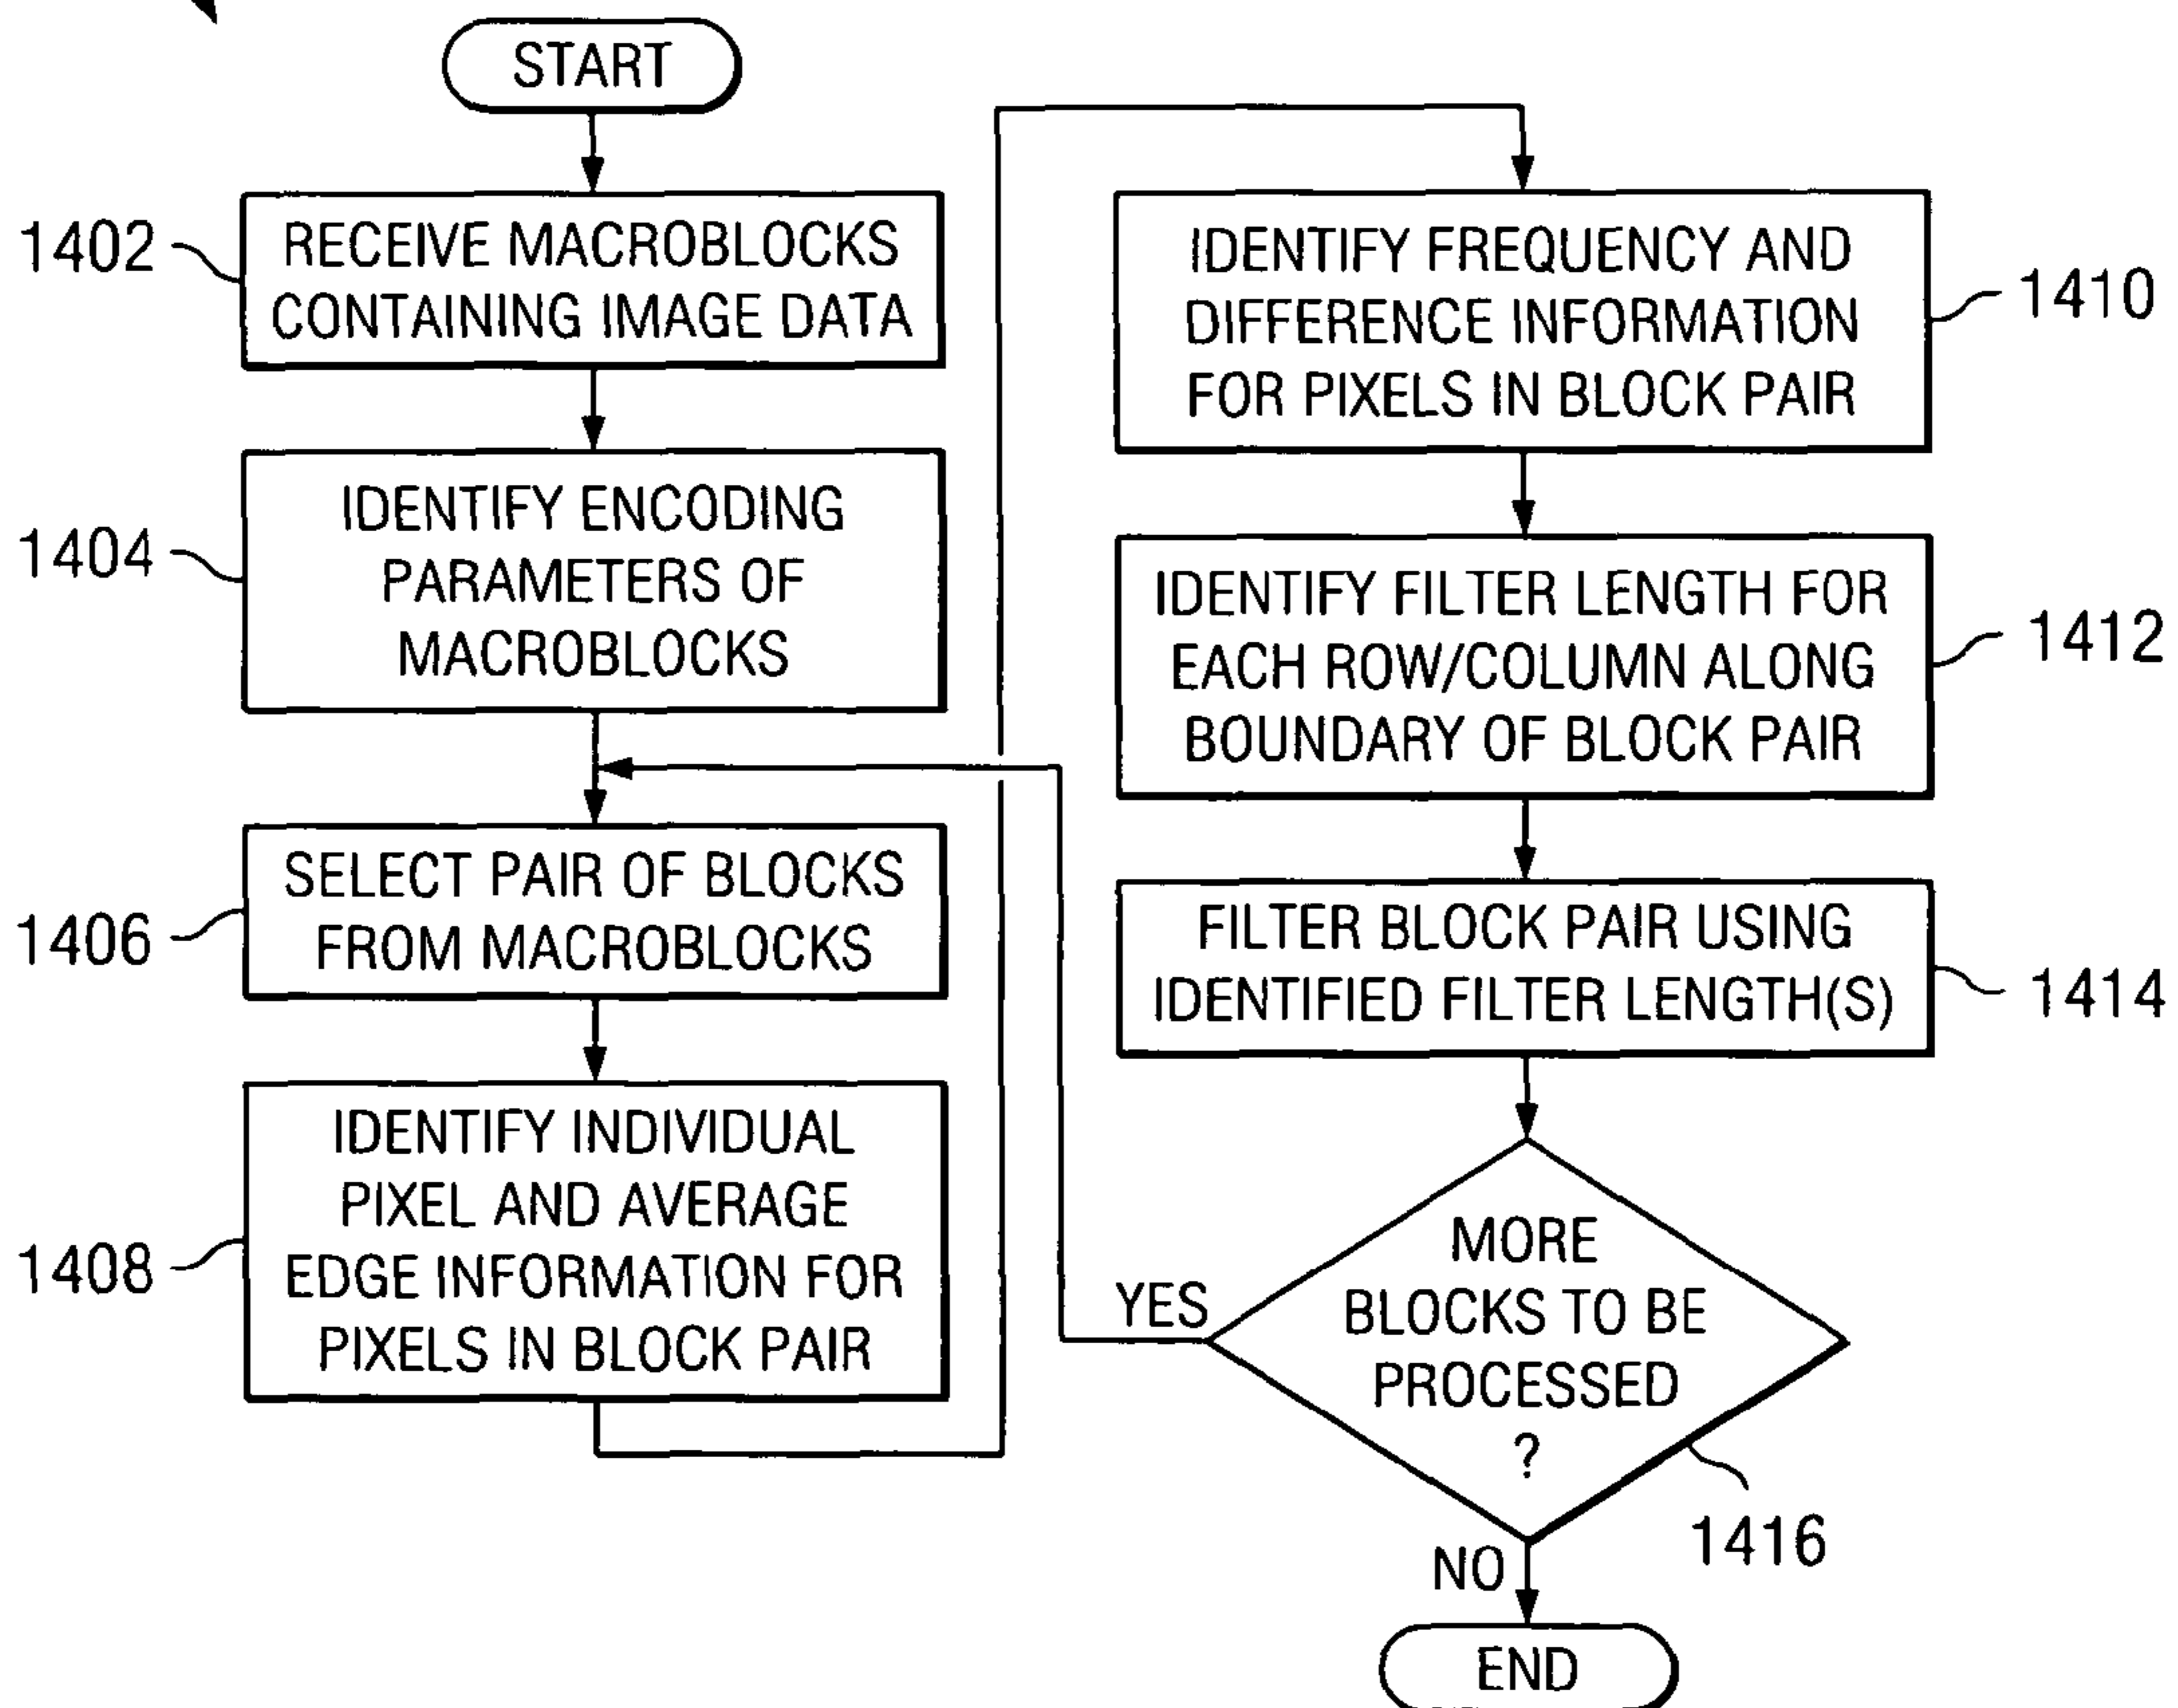 START
1402
RECEIVE MACROBLOCKS
CONTAINING IMAGE DATA
1404
IDENTIFY ENCODING
PARAMETERS OF
MACROBLOCKS
1406
SELECT PAIR OF BLOCKS
FROM MACROBLOCKS
1408
IDENTIFY INDIVIDUAL
PIXEL AND AVERAGE
EDGE INFORMATION FOR
PIXELS IN BLOCK PAIR
IDENTIFY FREQUENCY AND
DIFFERENCE INFORMATION
FOR PIXELS IN BLOCK PAIR
1410
IDENTIFY FILTER LENGTH FOR
EACH ROW/COLUMN ALONG
BOUNDARY OF BLOCK PAIR
1412
FILTER BLOCK PAIR USING
IDENTIFIED FILTER LENGTH(S)
1414
MORE
BLOCKS TO BE
PROCESSED
?
1416
YES
NO
END